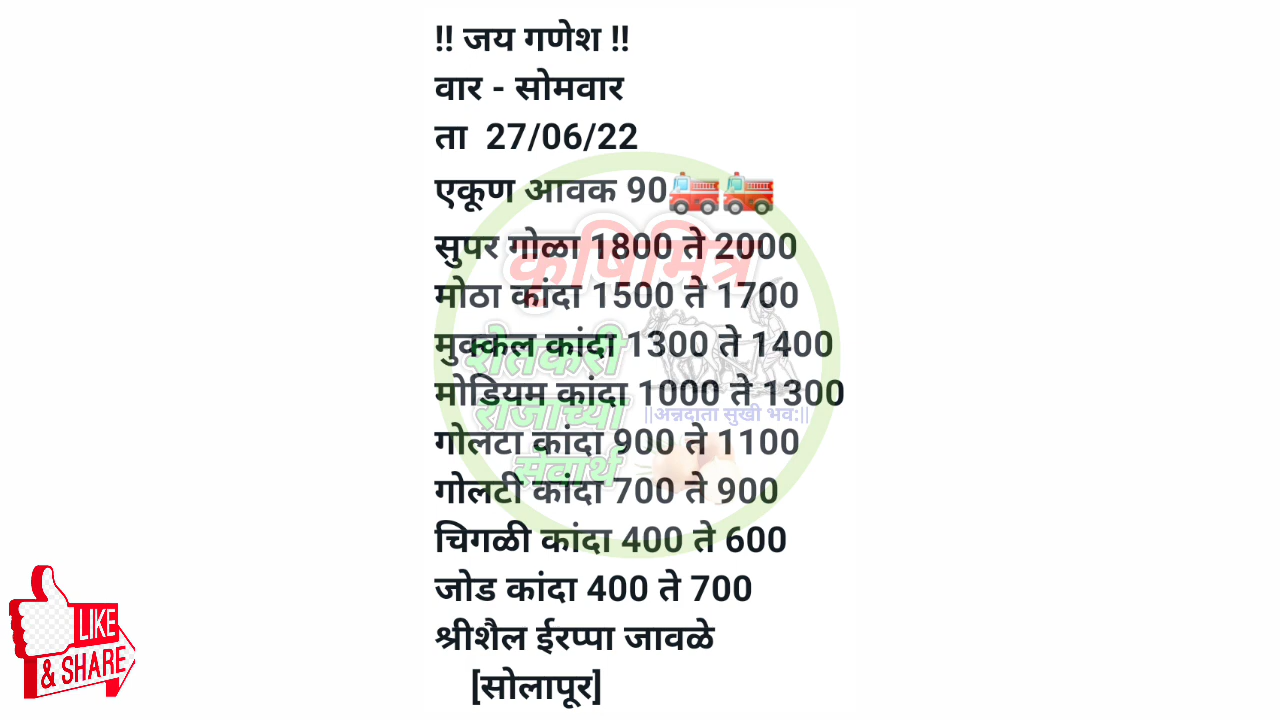 !! जय गणेश !!
वार - सोमवार
ता 27/06/22
एकूण आवक 90🚒🚒
सुपर गोळा 1800 ते 2000
मोठा कांदा 1500 ते 1700
मुक्कल कांदा 1300 ते 1400
मोडियम कांदा 1000 ते 1300
गोलटा कांदा 900 ते 1100
गोलटी कांदा 700 ते 900
चिगळी कांदा 400 ते 600
जोड कांदा 400 ते 700
श्रीशैल ईरप्पा जावळे
[सोलापूर]
कृषिमित्र
शेतकरी
राजाच्या
सेवार्थ
||अन्नदाता सुखी भवः||
LIKE
& SHARE